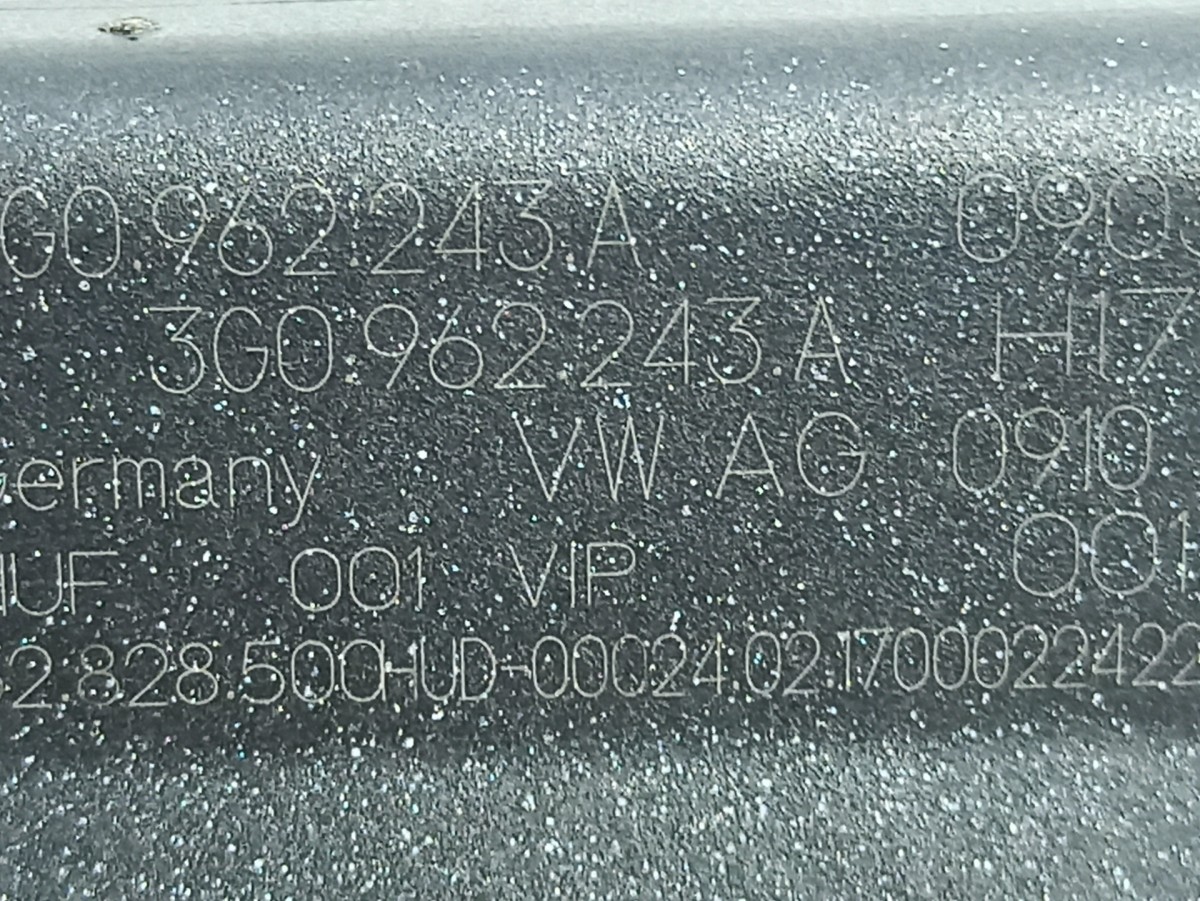 G0 962 243 A 090
3G0 962 243 A H17
Germany VW AG 0910
HUF 001 VIP 001
2 828 500HUD-00024 02 1700022422